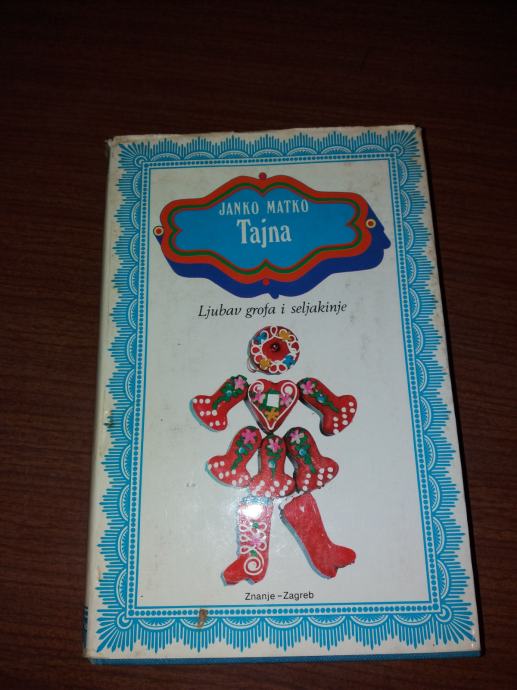 JANKO MATKO
Tajna
Ljubav grofa i seljakinje
Znanje – Zagreb